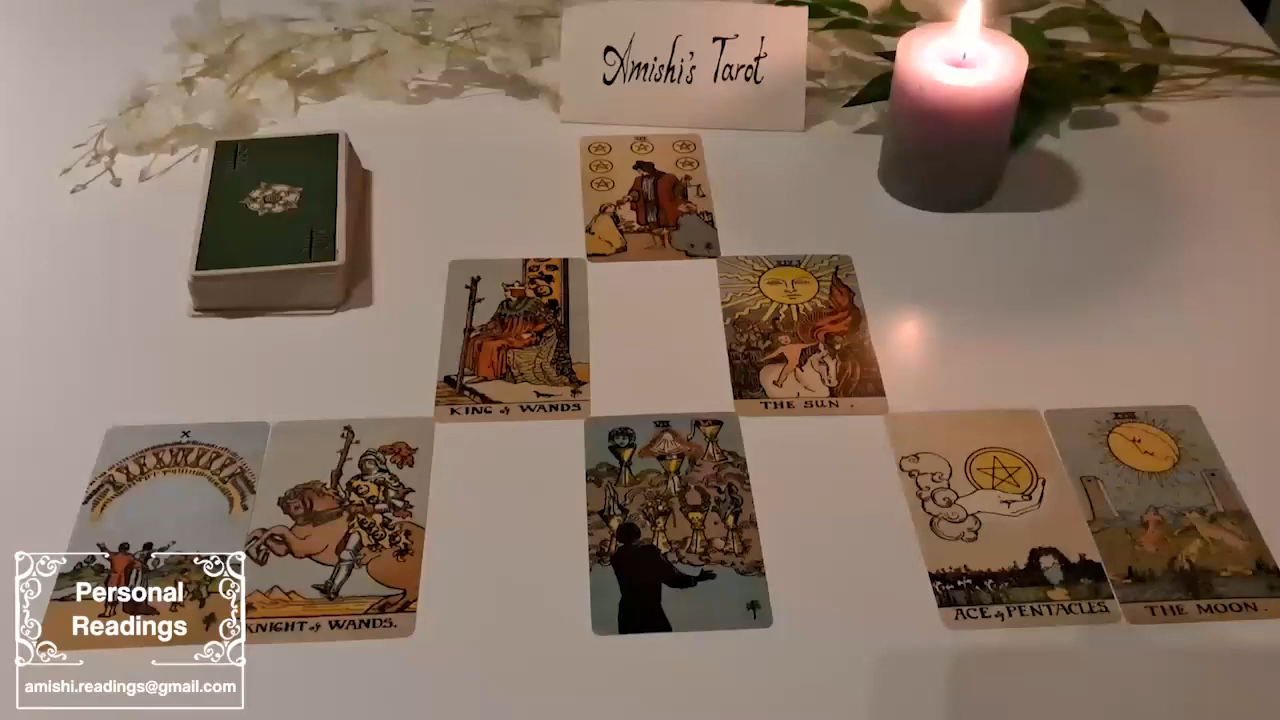 Amishi's Tarot
KING of WANDS
THE SUN .
X
KNIGHT of WANDS.
VII
ACE of PENTACLES.
THE MOON.
Personal
Readings
amishi.readings@gmail.com